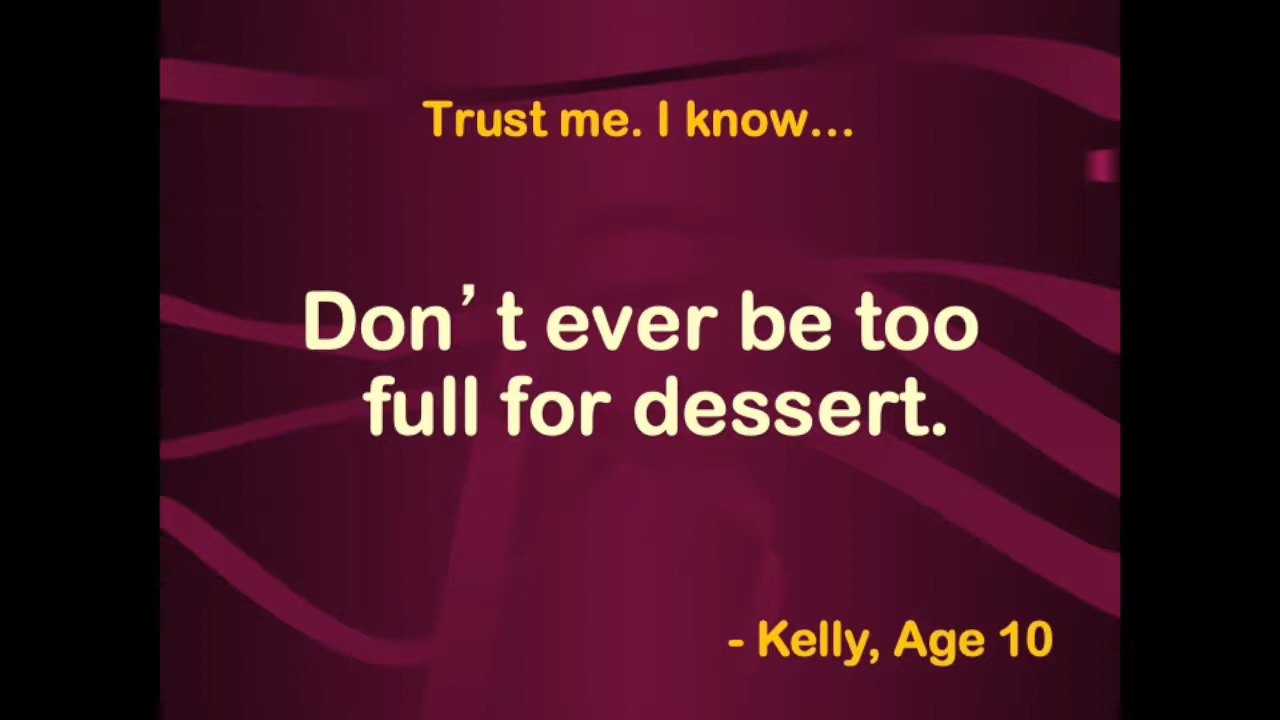 Trust me. I know...
Don’t ever be too
full for dessert.
- Kelly, Age 10